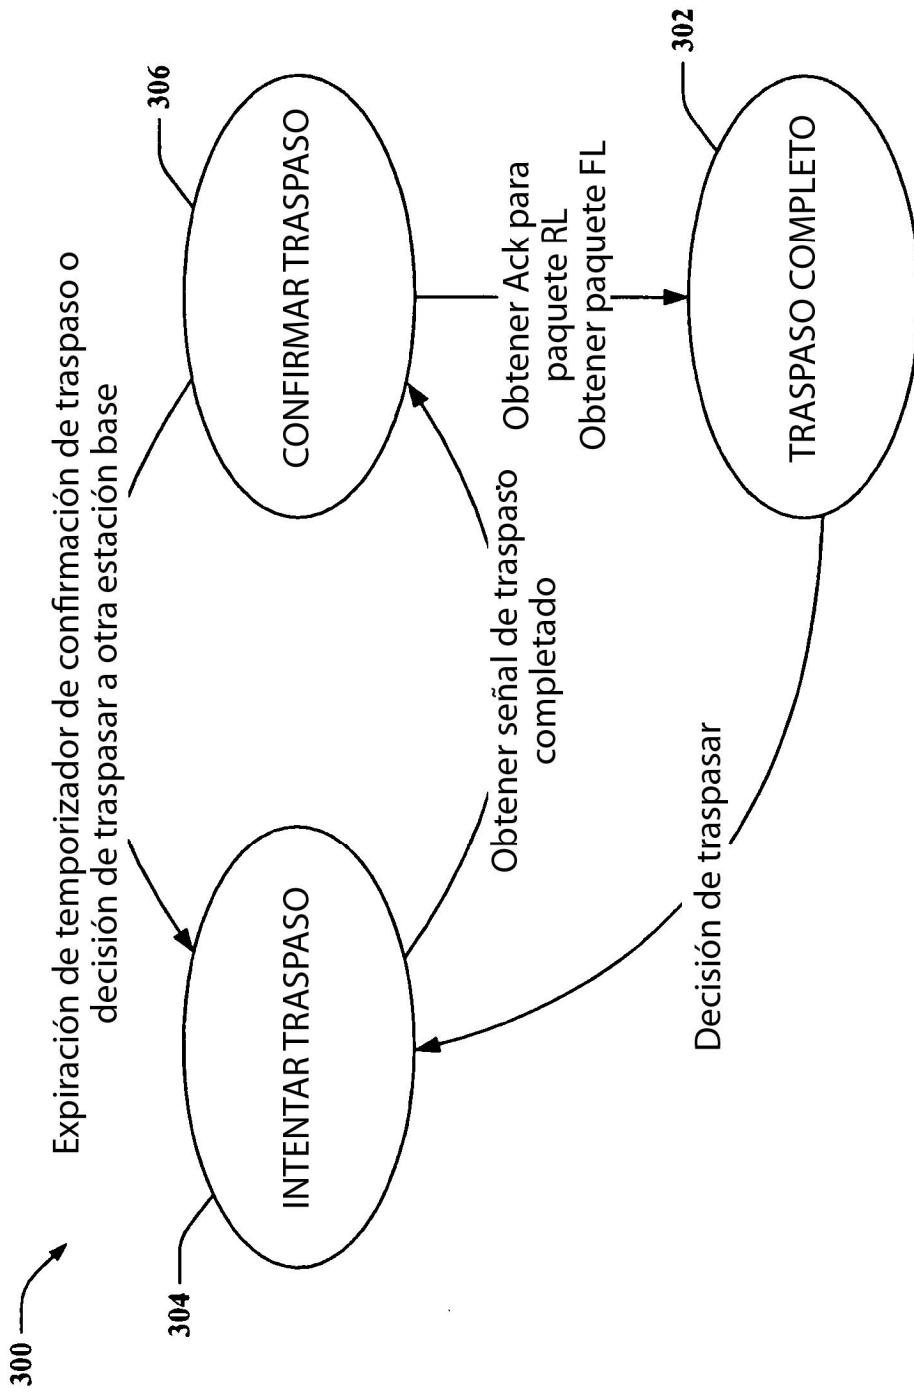 300
Expiración de temporizador de confirmación de traspaso o
decisión de traspasar a otra estación base
304
306
INTENTAR TRASPASO
CONFIRMAR TRASPASO
Obtener señal de traspaso
completado
Obtener Ack para
paquete RL
Obtener paquete FL
302
Decisión de traspasar
TRASPASO COMPLETO